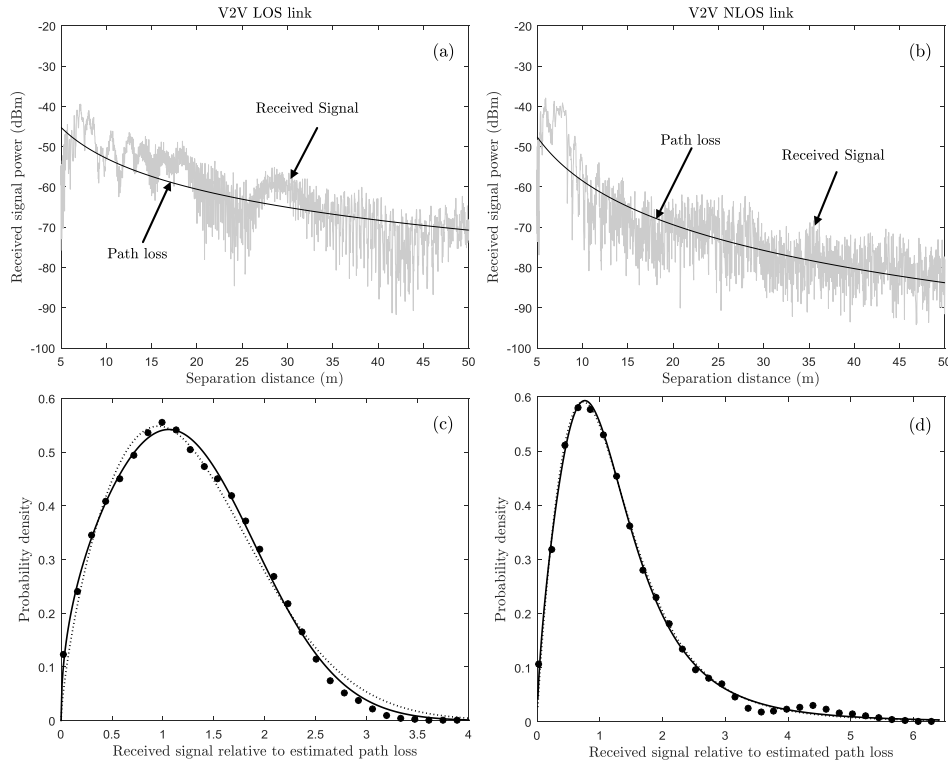 V2V LOS link
-20
-30
-40
-50
-60
-70
-80
-90
-100
Received signal power (dBm)
(a)
Received Signal
Path loss
5 10 15 20 25 30 35 40 45 50
Separation distance (m)
V2V NLOS link
-20
-30
-40
-50
-60
-70
-80
-90
-100
Received signal power (dBm)
(b)
Path loss
Received Signal
5 10 15 20 25 30 35 40 45 50
Separation distance (m)
0.6
0.5
0.4
0.3
0.2
0.1
0
Probability density
(c)
0 0.5 1 1.5 2 2.5 3 3.5 4
Received signal relative to estimated path loss
0.6
0.5
0.4
0.3
0.2
0.1
0
Probability density
(d)
0 1 2 3 4 5 6
Received signal relative to estimated path loss